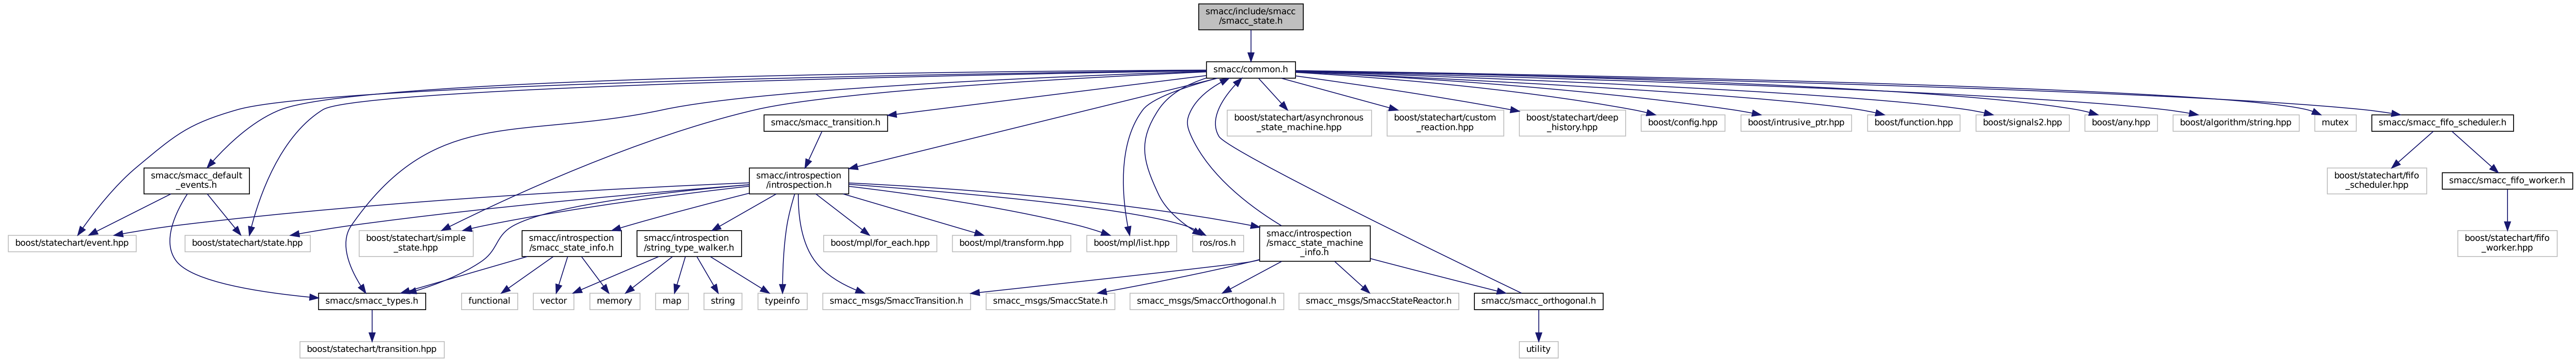 smacc/include/smacc
/smacc_state.h
smacc/common.h
smacc/smacc_transition.h
boost/statechart/asynchronous
_state_machine.hpp
boost/statechart/custom
_reaction.hpp
boost/statechart/deep
_history.hpp
boost/config.hpp
boost/intrusive_ptr.hpp
boost/function.hpp
boost/signals2.hpp
boost/any.hpp
boost/algorithm/string.hpp
mutex
smacc/smacc_fifo_scheduler.h
smacc/smacc_default
_events.h
smacc/introspection
/introspection.h
boost/statechart/fifo
_scheduler.hpp
smacc/smacc_fifo_worker.h
boost/statechart/event.hpp
boost/statechart/state.hpp
boost/statechart/simple
_state.hpp
smacc/introspection
/smacc_state_info.h
smacc/introspection
/string_type_walker.h
boost/mpl/for_each.hpp
boost/mpl/transform.hpp
boost/mpl/list.hpp
ros/ros.h
smacc/introspection
/smacc_state_machine
_info.h
boost/statechart/fifo
_worker.hpp
smacc/smacc_types.h
functional
vector
memory
map
string
typeinfo
smacc_msgs/SmaccTransition.h
smacc_msgs/SmaccState.h
smacc_msgs/SmaccOrthogonal.h
smacc_msgs/SmaccStateReactor.h
smacc/smacc_orthogonal.h
boost/statechart/transition.hpp
utility